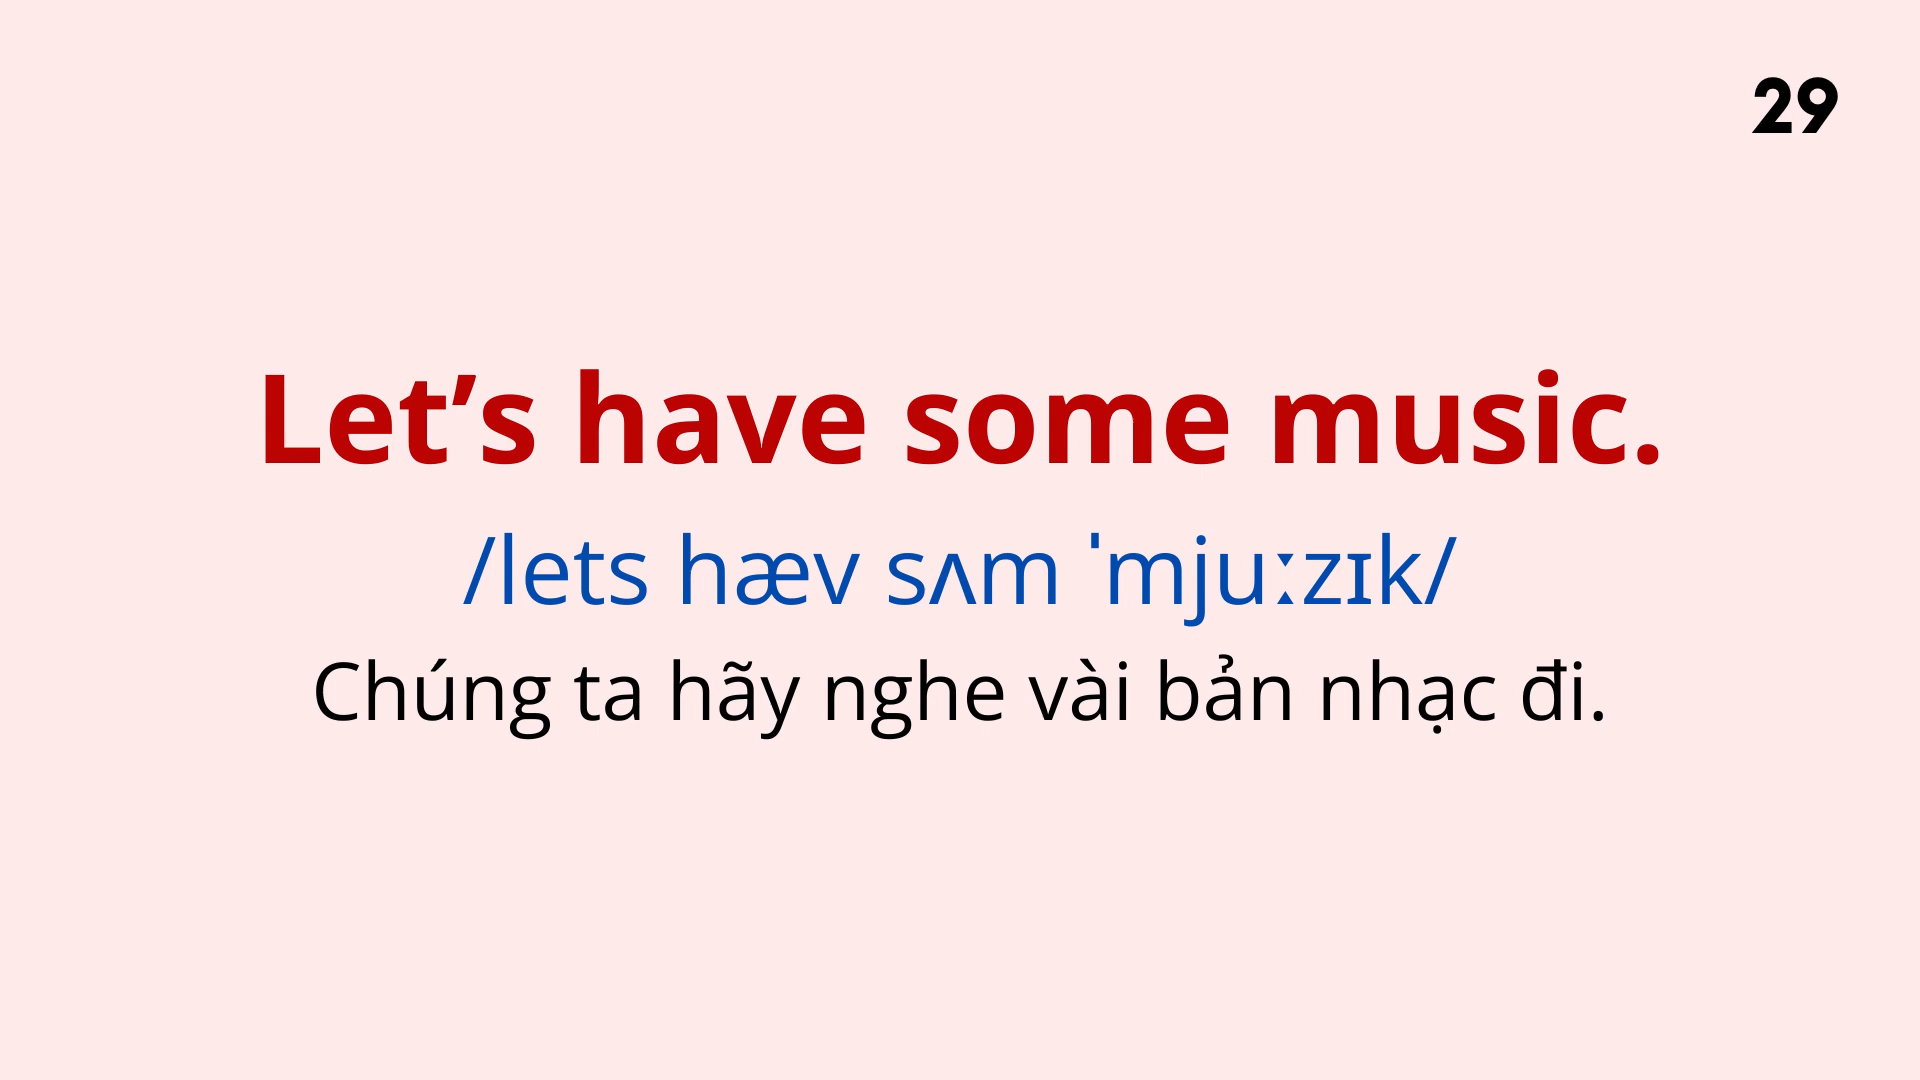 29
Let’s have some music.
/lets hæv sʌm ˈmjuːzɪk/
Chúng ta hãy nghe vài bản nhạc đi.